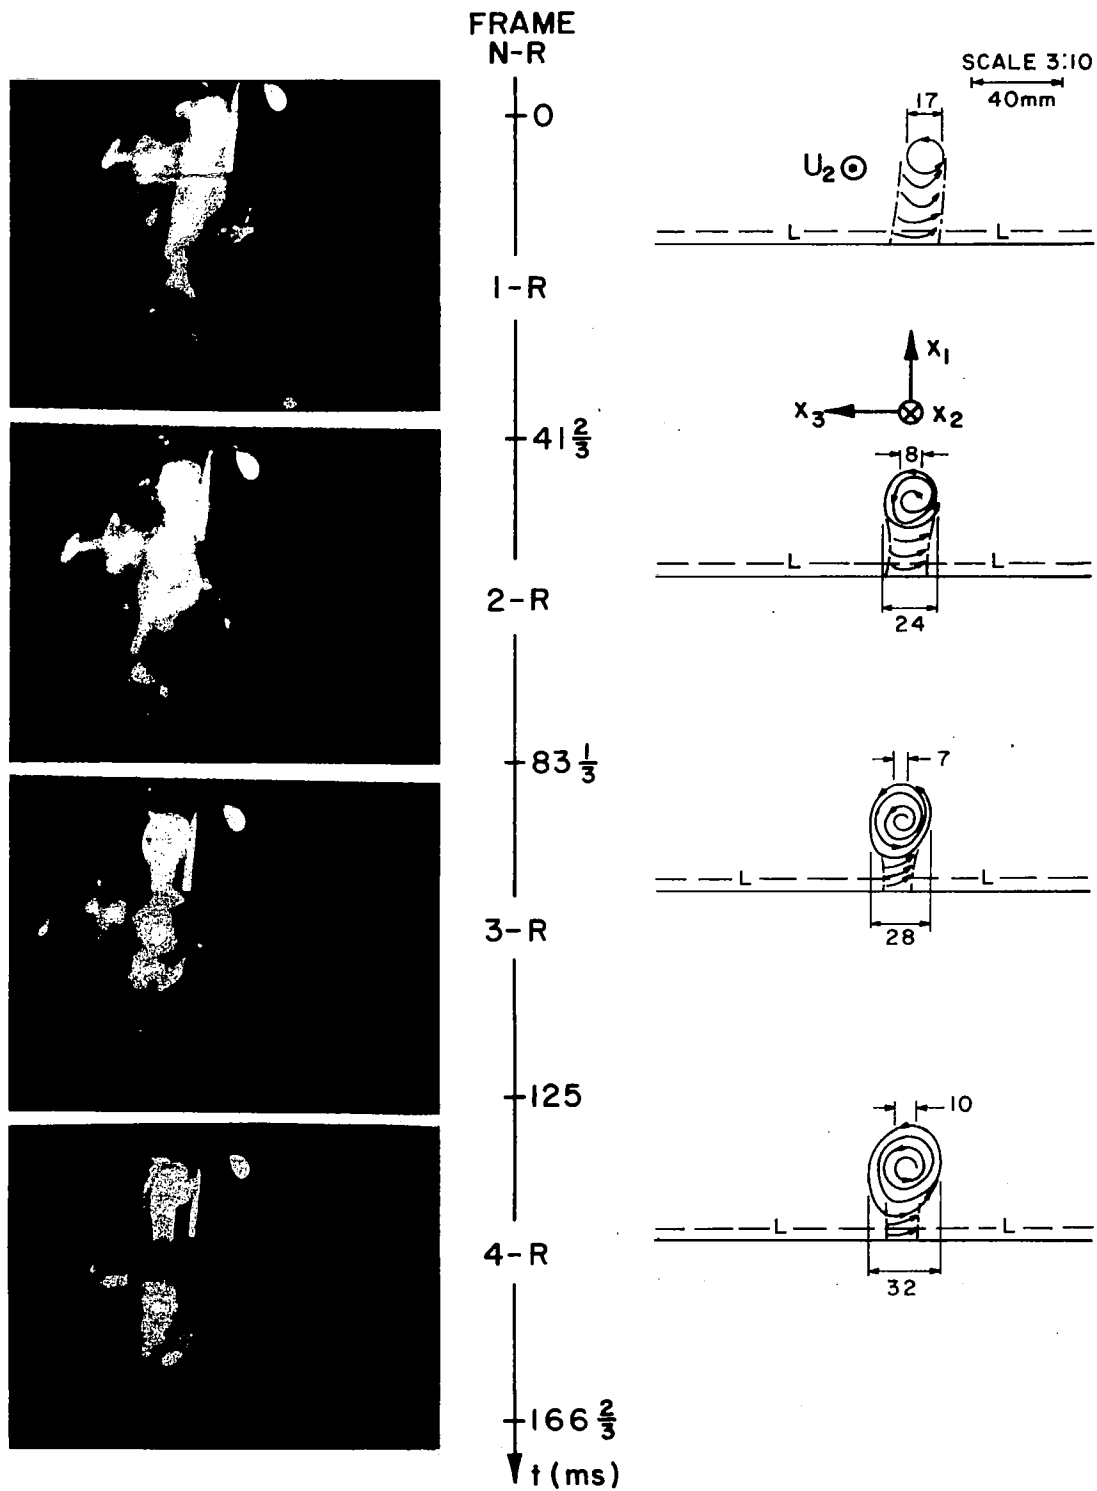 FRAME
N-R
SCALE 3:10
40mm
0
17
U₂
L L
1-R
x₁
x₃ x₂
41 2/3
8
L L
2-R
24
83 1/3
7
L L
3-R
28
125
10
L L
4-R
32
166 2/3
t (ms)